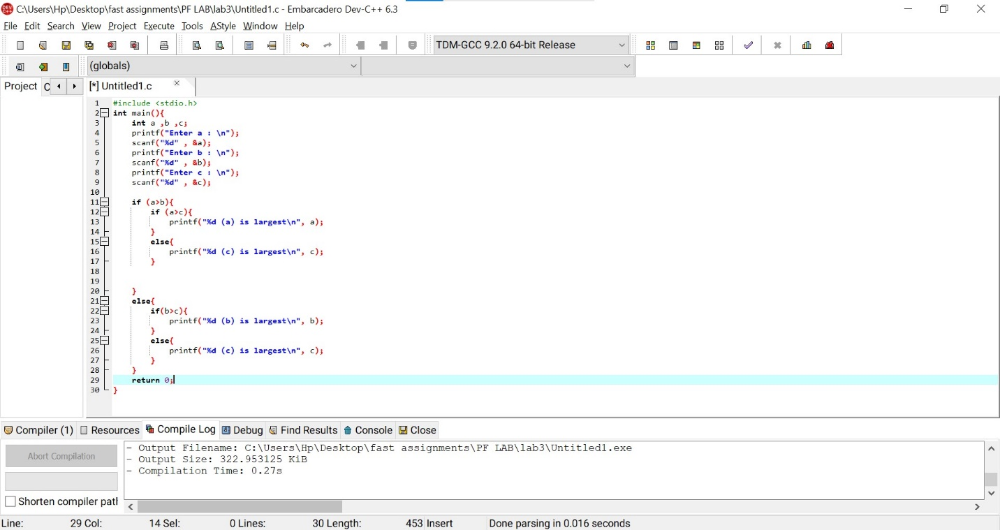 C:\Users\Hp\Desktop\fast assignments\PF LAB\lab3\Untitled1.c - Embarcadero Dev-C++ 6.3
File Edit Search View Project Execute Tools AStyle Window Help
TDM-GCC 9.2.0 64-bit Release
(globals)
Project C [*] Untitled1.c
1 #include <stdio.h>
2 int main(){
3     int a ,b ,c;
4     printf("Enter a : \n");
5     scanf("%d" , &a);
6     printf("Enter b : \n");
7     scanf("%d" , &b);
8     printf("Enter c : \n");
9     scanf("%d" , &c);
10
11     if (a>b){
12         if (a>c){
13             printf("%d (a) is largest\n", a);
14         }
15         else{
16             printf("%d (c) is largest\n", c);
17         }
18
19
20     }
21     else{
22         if(b>c){
23             printf("%d (b) is largest\n", b);
24         }
25         else{
26             printf("%d (c) is largest\n", c);
27         }
28     }
29     return 0;
30 }
Compiler (1) Resources Compile Log Debug Find Results Console Close
Abort Compilation
- Output Filename: C:\Users\Hp\Desktop\fast assignments\PF LAB\lab3\Untitled1.exe
- Output Size: 322.953125 KiB
- Compilation Time: 0.27s
Shorten compiler path
Line: 29 Col: 14 Sel: 0 Lines: 30 Length: 453 Insert Done parsing in 0.016 seconds